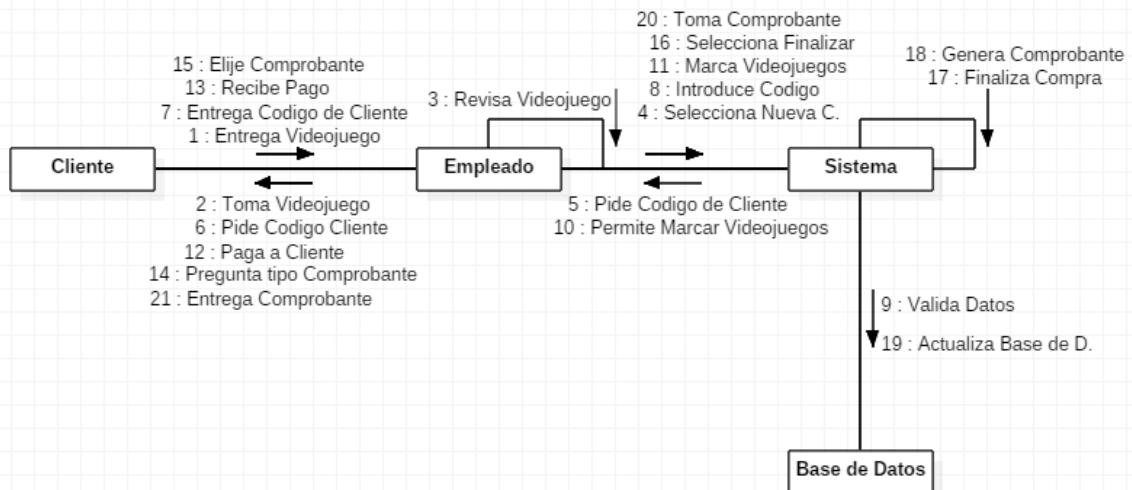 20 : Toma Comprobante
16 : Selecciona Finalizar
11 : Marca Videojuegos
8 : Introduce Codigo
4 : Selecciona Nueva C.
15 : Elije Comprobante
13 : Recibe Pago
7 : Entrega Codigo de Cliente
1 : Entrega Videojuego
3 : Revisa Videojuego
18 : Genera Comprobante
17 : Finaliza Compra
Cliente
Empleado
Sistema
2 : Toma Videojuego
6 : Pide Codigo Cliente
12 : Paga a Cliente
14 : Pregunta tipo Comprobante
21 : Entrega Comprobante
5 : Pide Codigo de Cliente
10 : Permite Marcar Videojuegos
9 : Valida Datos
19 : Actualiza Base de D.
Base de Datos